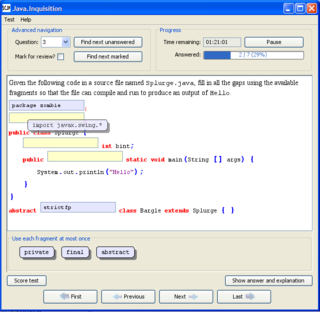 Java.Inquisition
Test Help
Advanced navigation
Question: 3 Find next unanswered
Mark for review? Find next marked
Progress
Time remaining: 01:21:01 Pause
Answered: 2 / 7 (29%)
Given the following code in a source file named Splurge.java, fill in all the gaps using the available
fragments so that the file can compile and run to produce an output of Hello
package zombie ;
import javax.swing.*
public class Splurge {
int bint;
public static void main(String [] args) {
System.out.println("Hello");
}
}
abstract strictfp class Bargle extends Splurge { }
Use each fragment at most once
private final abstract
Score test Show answer and explanation
First Previous Next Last